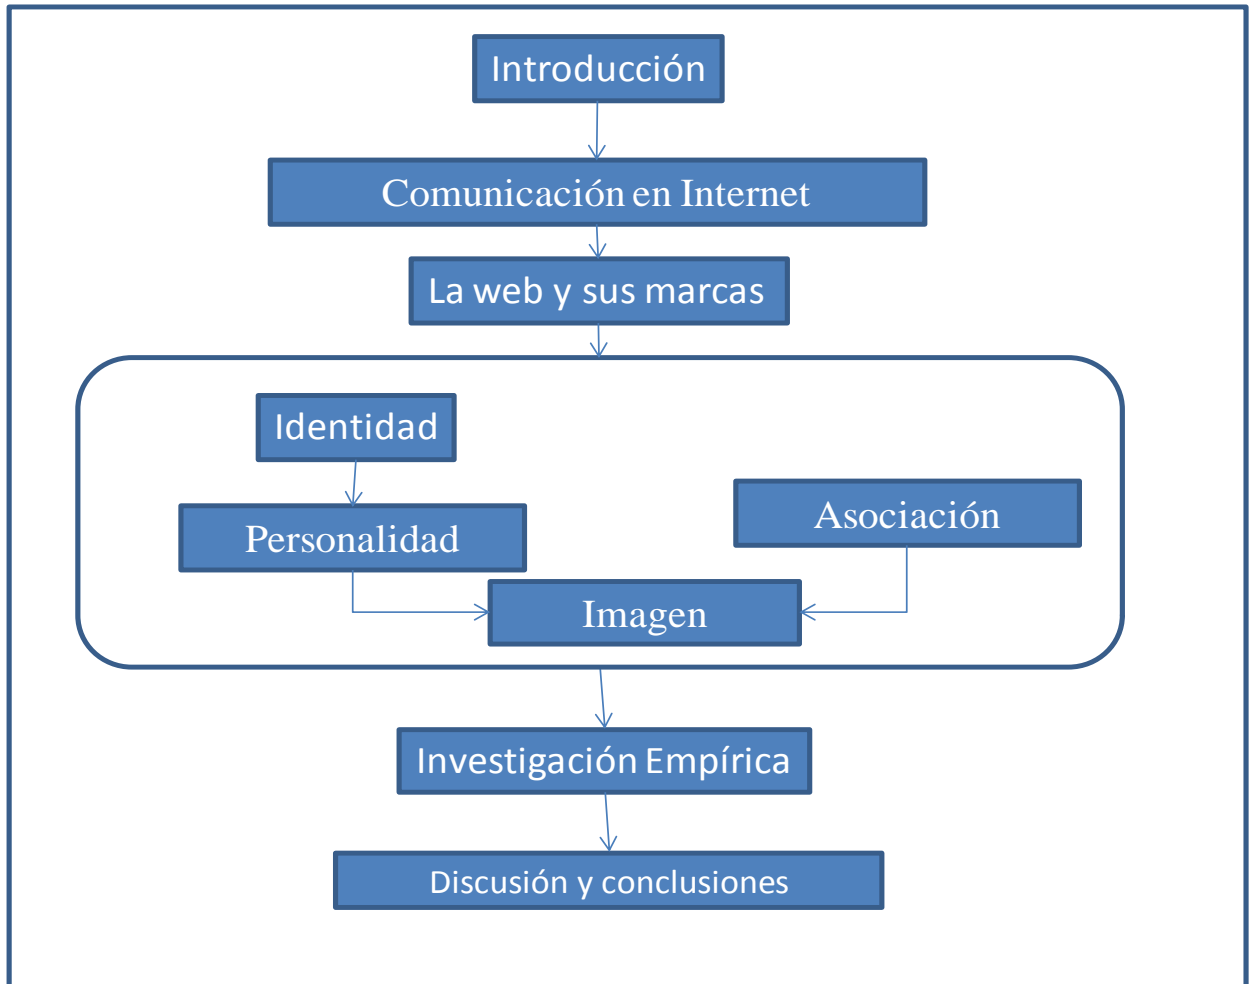 Introducción
Comunicación en Internet
La web y sus marcas
Identidad
Personalidad
Asociación
Imagen
Investigación Empírica
Discusión y conclusiones